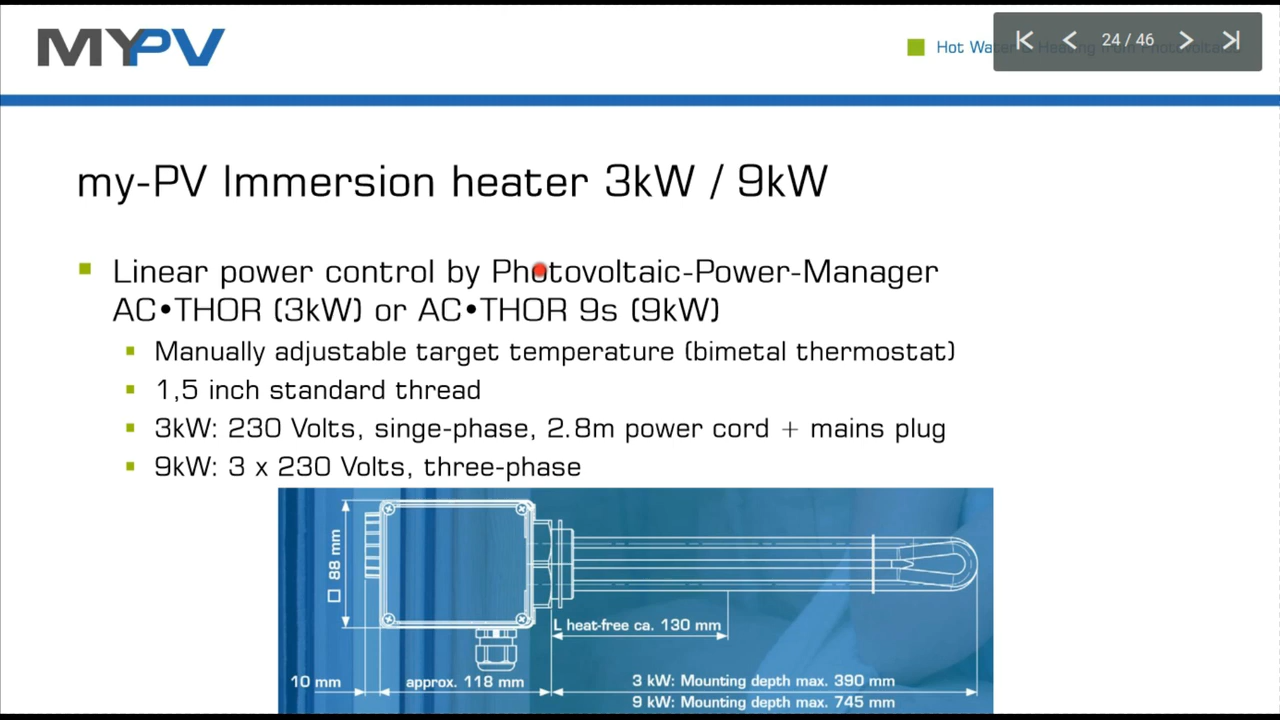 MYPV
Hot Wa
24 / 46
my-PV Immersion heater 3kW / 9kW
Linear power control by Photovoltaic-Power-Manager
AC•THOR (3kW) or AC•THOR 9s (9kW)
Manually adjustable target temperature (bimetal thermostat)
1,5 inch standard thread
3kW: 230 Volts, singe-phase, 2.8m power cord + mains plug
9kW: 3 x 230 Volts, three-phase
88 mm
L heat-free ca. 130 mm
10 mm
approx. 118 mm
3 kW: Mounting depth max. 390 mm
9 kW: Mounting depth max. 745 mm